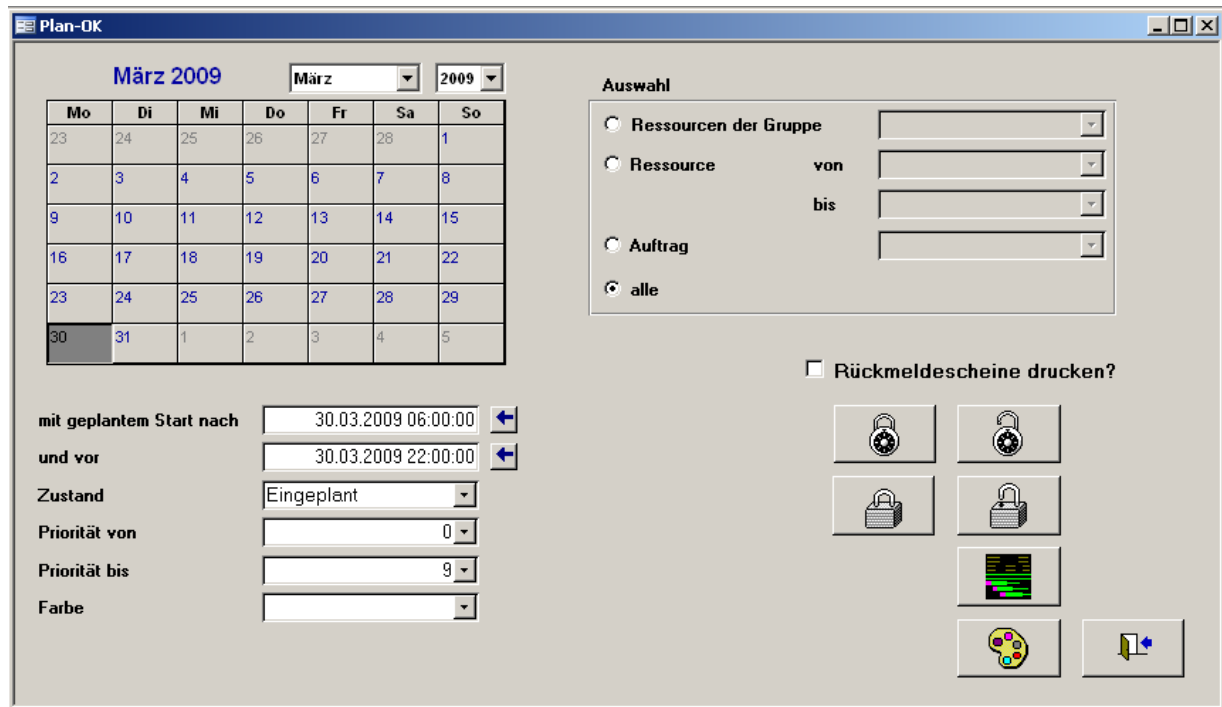 Plan-OK
März 2009 März 2009
Mo Di Mi Do Fr Sa So
23 24 25 26 27 28 1
2 3 4 5 6 7 8
9 10 11 12 13 14 15
16 17 18 19 20 21 22
23 24 25 26 27 28 29
30 31 1 2 3 4 5
mit geplantem Start nach 30.03.2009 06:00:00
und vor 30.03.2009 22:00:00
Zustand Eingeplant
Priorität von 0
Priorität bis 9
Farbe
Auswahl
Ressourcen der Gruppe
Ressource von
bis
Auftrag
alle
Rückmeldescheine drucken?